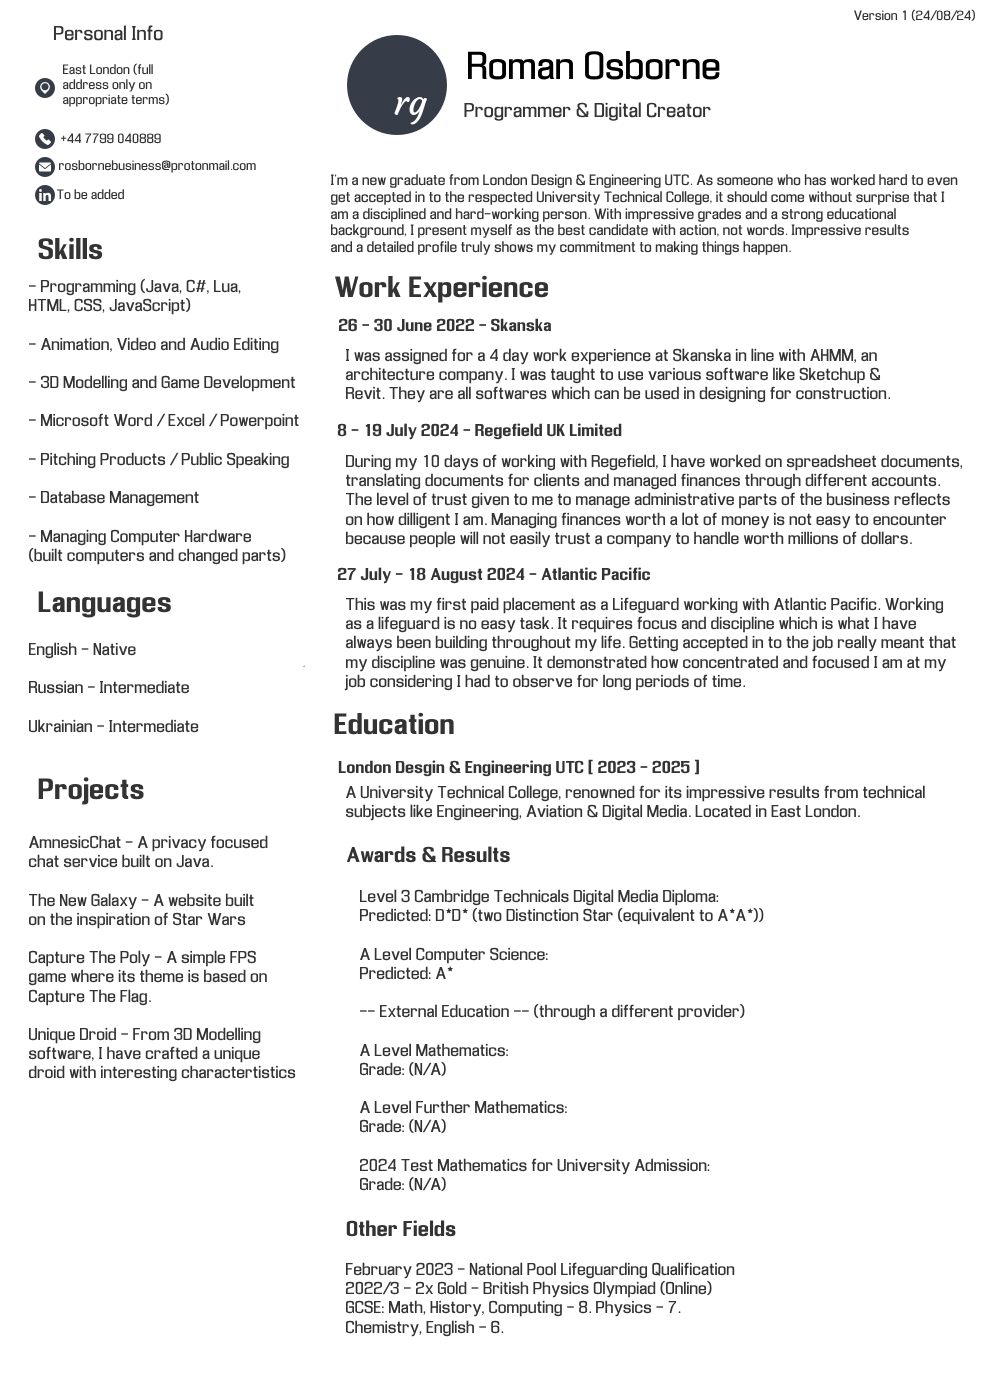 Version 1 (24/08/24)
Personal Info
East London (full
address only on
appropriate terms)
+44 7799 040889
rosbornebusiness@protonmail.com
in To be added
Skills
- Programming (Java, C#, Lua,
HTML, CSS, JavaScript)
- Animation, Video and Audio Editing
- 3D Modelling and Game Development
- Microsoft Word / Excel / Powerpoint
- Pitching Products / Public Speaking
- Database Management
- Managing Computer Hardware
(built computers and changed parts)
Languages
English - Native
Russian - Intermediate
Ukrainian - Intermediate
Projects
AmnesicChat - A privacy focused
chat service built on Java.
The New Galaxy - A website built
on the inspiration of Star Wars
Capture The Poly - A simple FPS
game where its theme is based on
Capture The Flag.
Unique Droid - From 3D Modelling
software, I have crafted a unique
droid with interesting charactertistics
rg
Roman Osborne
Programmer & Digital Creator
I'm a new graduate from London Design & Engineering UTC. As someone who has worked hard to even
get accepted in to the respected University Technical College, it should come without surprise that I
am a disciplined and hard-working person. With impressive grades and a strong educational
background, I present myself as the best candidate with action, not words. Impressive results
and a detailed profile truly shows my commitment to making things happen.
Work Experience
26 - 30 June 2022 - Skanska
I was assigned for a 4 day work experience at Skanska in line with AHMM, an
architecture company. I was taught to use various software like Sketchup &
Revit. They are all softwares which can be used in designing for construction.
8 - 19 July 2024 - Regefield UK Limited
During my 10 days of working with Regefield, I have worked on spreadsheet documents,
translating documents for clients and managed finances through different accounts.
The level of trust given to me to manage administrative parts of the business reflects
on how dilligent I am. Managing finances worth a lot of money is not easy to encounter
because people will not easily trust a company to handle worth millions of dollars.
27 July - 18 August 2024 - Atlantic Pacific
This was my first paid placement as a Lifeguard working with Atlantic Pacific. Working
as a lifeguard is no easy task. It requires focus and discipline which is what I have
always been building throughout my life. Getting accepted in to the job really meant that
my discipline was genuine. It demonstrated how concentrated and focused I am at my
job considering I had to observe for long periods of time.
Education
London Desgin & Engineering UTC [ 2023 - 2025 ]
A University Technical College, renowned for its impressive results from technical
subjects like Engineering, Aviation & Digital Media. Located in East London.
Awards & Results
Level 3 Cambridge Technicals Digital Media Diploma:
Predicted: D*D* (two Distinction Star (equivalent to A*A*))
A Level Computer Science:
Predicted: A*
-- External Education -- (through a different provider)
A Level Mathematics:
Grade: (N/A)
A Level Further Mathematics:
Grade: (N/A)
2024 Test Mathematics for University Admission:
Grade: (N/A)
Other Fields
February 2023 - National Pool Lifeguarding Qualification
2022/3 - 2x Gold - British Physics Olympiad (Online)
GCSE: Math, History, Computing - 8. Physics - 7.
Chemistry, English - 6.